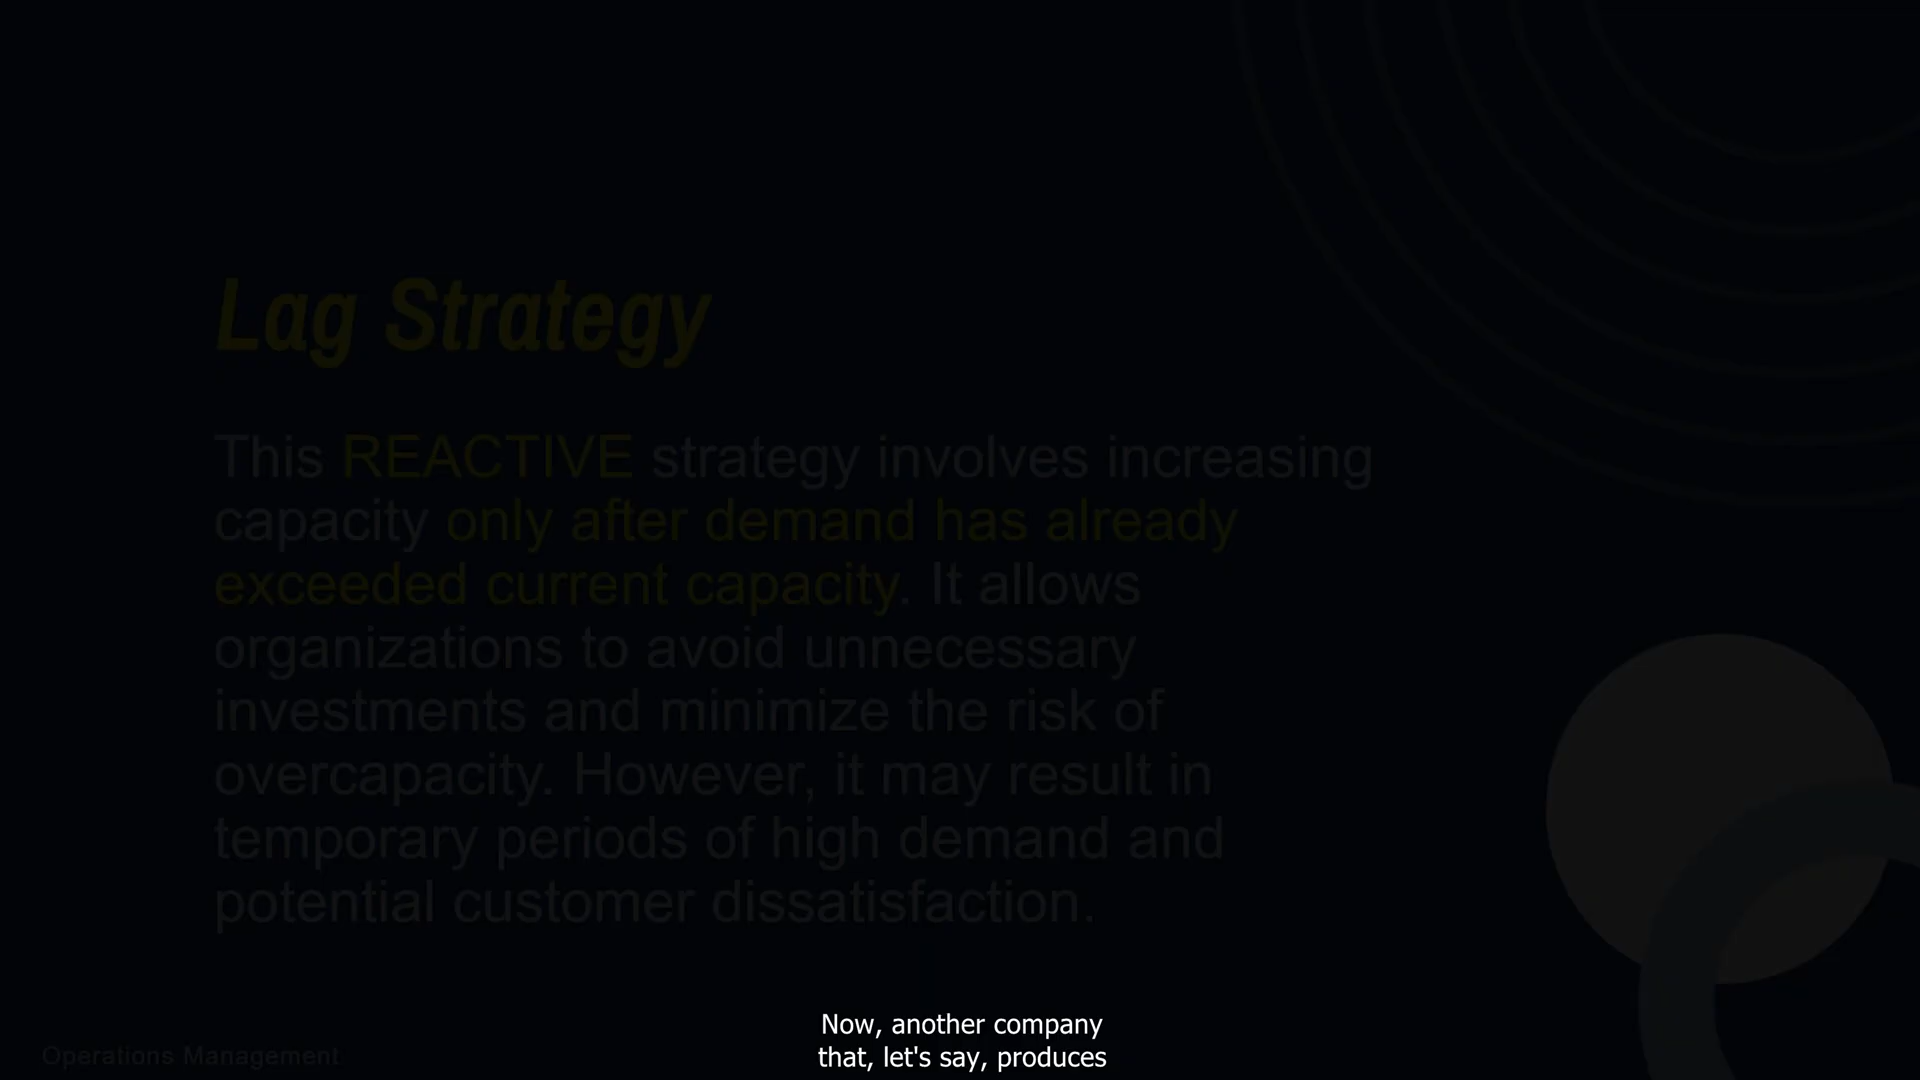 Lag Strategy
This REACTIVE strategy involves increasing
capacity only after demand has already
exceeded current capacity. It allows
organizations to avoid unnecessary
investments and minimize the risk of
overcapacity. However, it may result in
temporary periods of high demand and
potential customer dissatisfaction.
Now, another company
that, let's say, produces
Operations Management